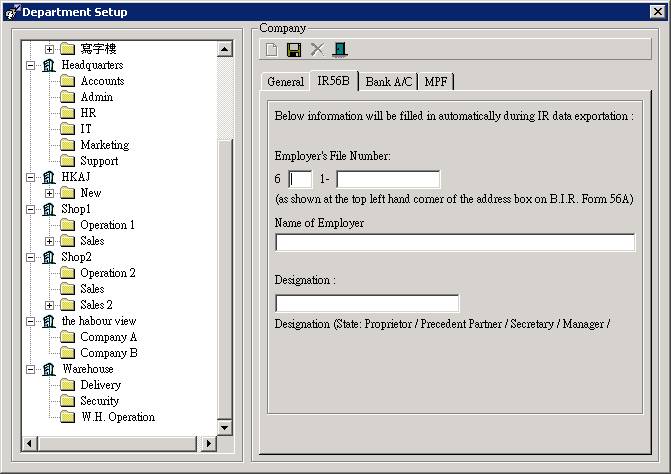 Department Setup
寫字樓
Headquarters
Accounts
Admin
HR
IT
Marketing
Support
HKAJ
New
Shop1
Operation 1
Sales
Shop2
Operation 2
Sales
Sales 2
the habour view
Company A
Company B
Warehouse
Delivery
Security
W.H. Operation
Company
General IR56B Bank A/C MPF
Below information will be filled in automatically during IR data exportation :
Employer's File Number:
6 1-
(as shown at the top left hand corner of the address box on B.I.R. Form 56A)
Name of Employer
Designation :
Designation (State: Proprietor / Precedent Partner / Secretary / Manager /